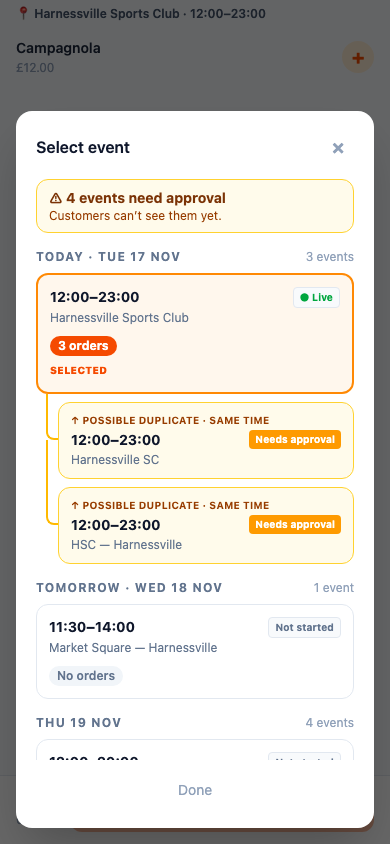 📍 Harnessville Sports Club · 12:00–23:00
Campagnola
£12.00
+
Select event
×
⚠ 4 events need approval
Customers can’t see them yet.
TODAY · TUE 17 NOV
3 events
12:00–23:00
Live
Harnessville Sports Club
3 orders
SELECTED
↑ POSSIBLE DUPLICATE · SAME TIME
12:00–23:00
Needs approval
Harnessville SC
↑ POSSIBLE DUPLICATE · SAME TIME
12:00–23:00
Needs approval
HSC — Harnessville
TOMORROW · WED 18 NOV
1 event
11:30–14:00
Not started
Market Square — Harnessville
No orders
THU 19 NOV
4 events
Done